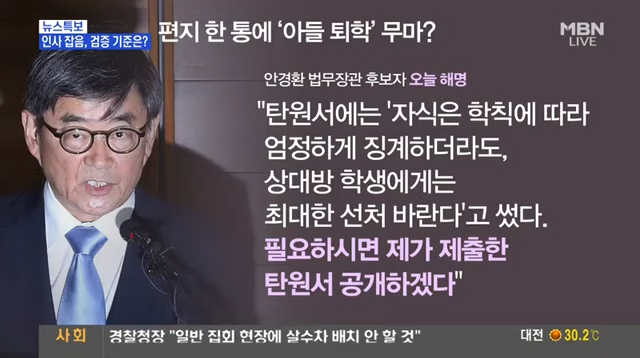 뉴스특보
인사 잡음, 검증 기준은?
편지 한 통에 ‘아들 퇴학’ 무마?
MBN
LIVE
안경환 법무장관 후보자 오늘 해명
"탄원서에는 '자식은 학칙에 따라
엄정하게 징계하더라도,
상대방 학생에게는
최대한 선처 바란다'고 썼다.
필요하시면 제가 제출한
탄원서 공개하겠다"
사회 경찰청장 "일반 집회 현장에 살수차 배치 안 할 것" 대전 30.2℃